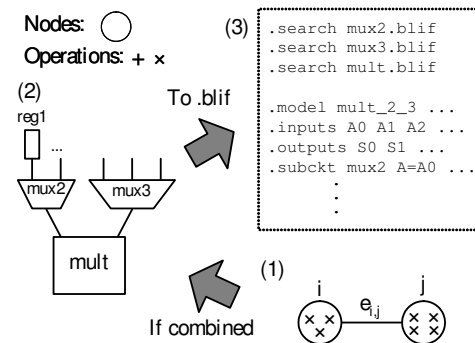 Nodes:
Operations: + ×
(2)
reg1
...
mux2
mux3
mult
To .blif
(3)
.search mux2.blif
.search mux3.blif
.search mult.blif
.model mult_2_3 ...
.inputs A0 A1 A2 ...
.outputs S0 S1 ...
.subckt mux2 A=A0 ...
.
.
.
(1)
If combined
i
j
e i,j
× ×
×
× ×
× ×